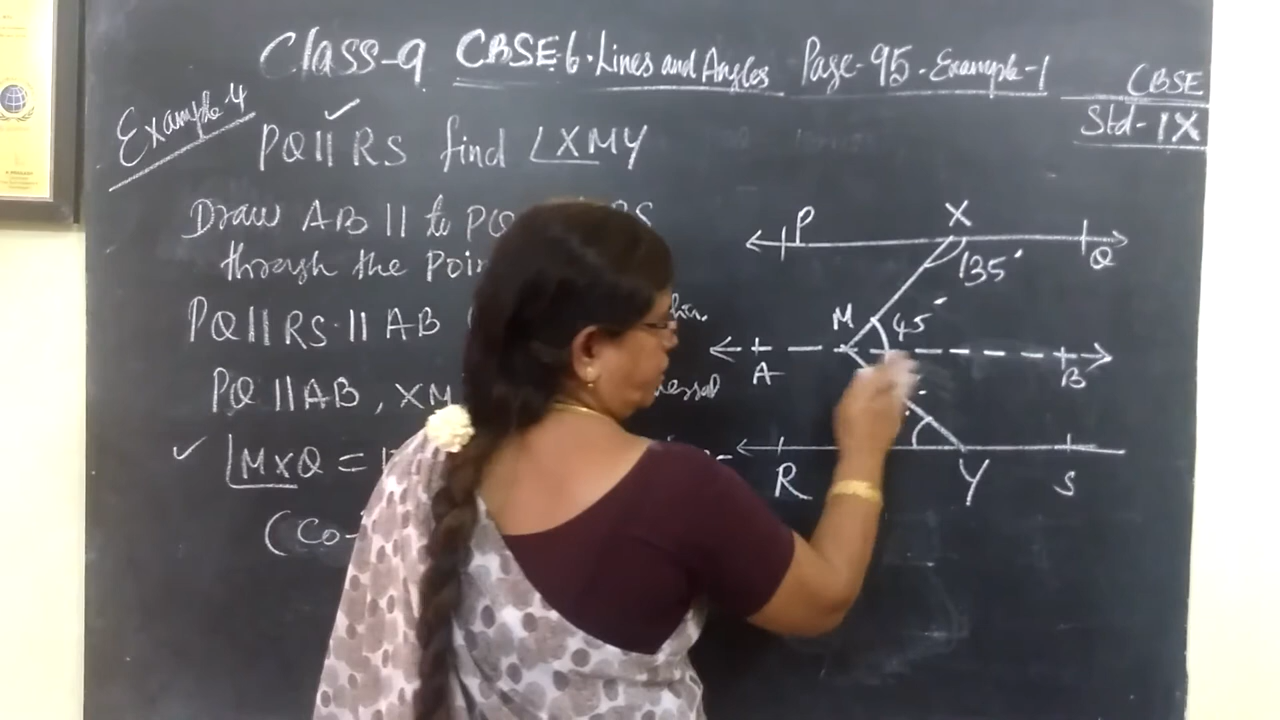 Class-9 CBSE-6.Lines and Angles Page-95.Example-1
CBSE
Std-IX
Example-4
PQ || RS find ∠XMY
Draw AB || to PQ
through the
PQ || RS || AB
PQ || AB, XM
∠MXQ =
(Co-
P X Q
135°
M 45°
A B
R Y S